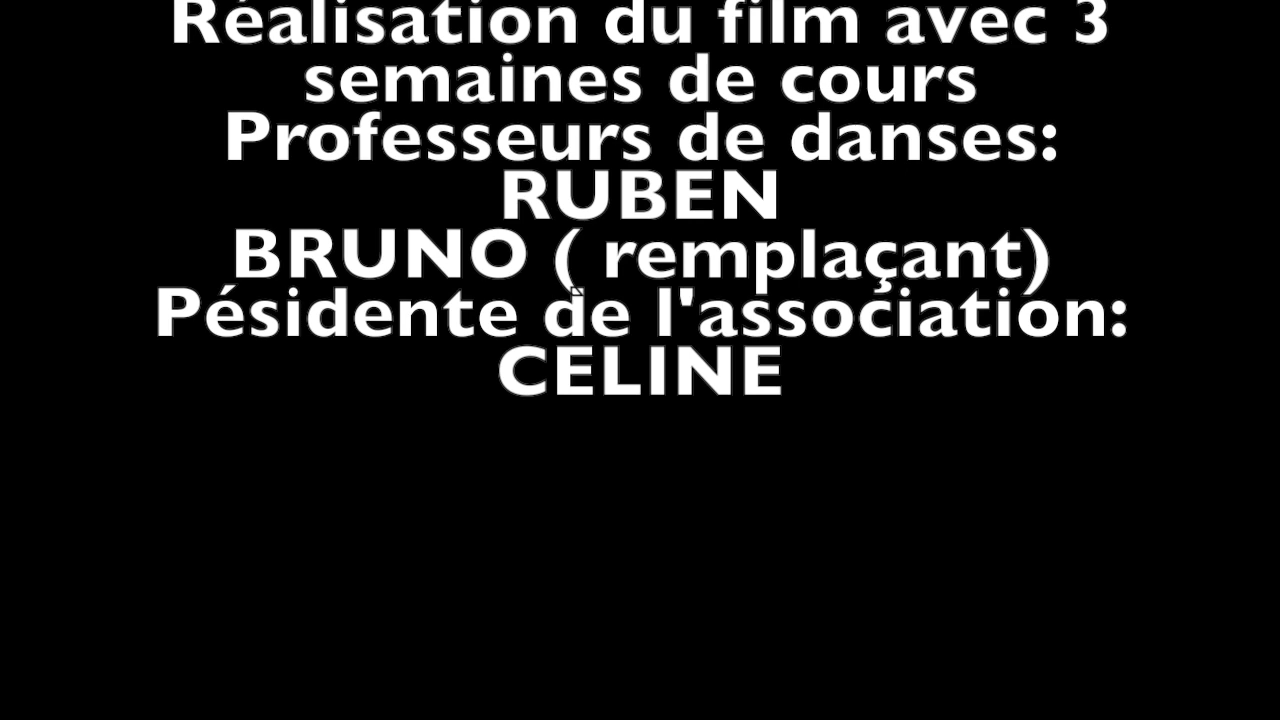 Réalisation du film avec 3
semaines de cours
Professeurs de danses:
RUBEN
BRUNO ( remplaçant)
Pésidente de l'association:
CELINE